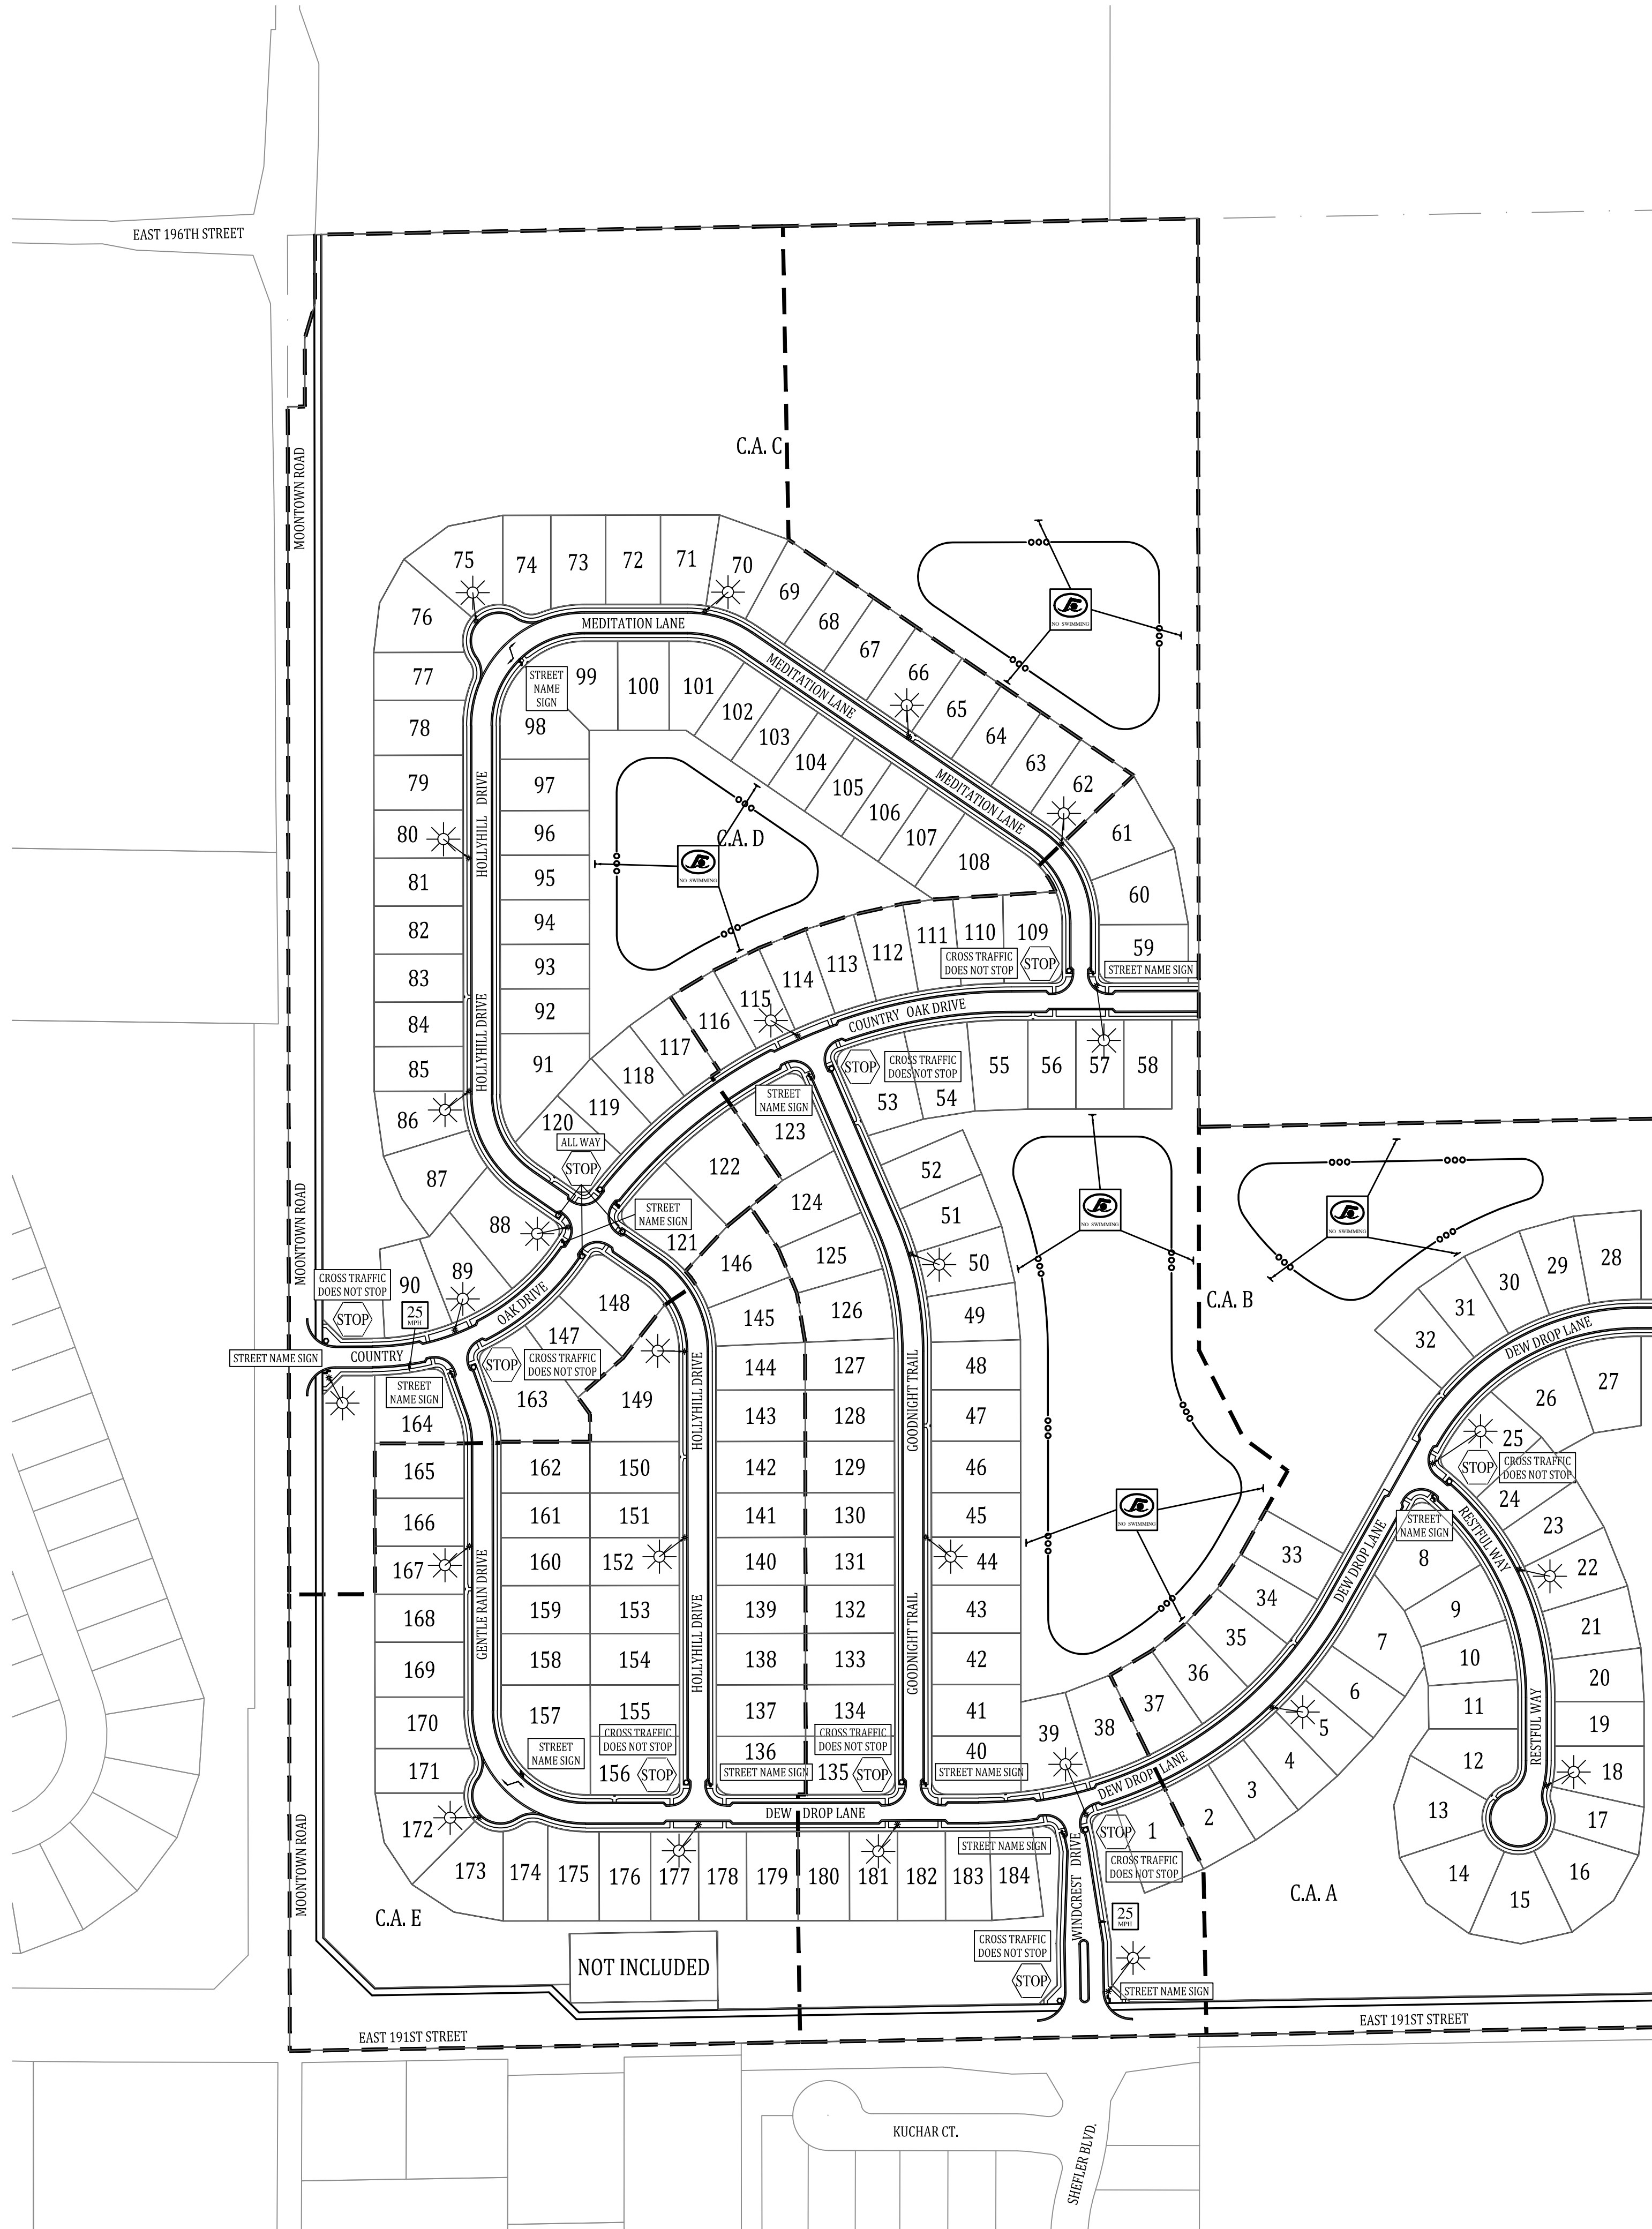 EAST 196TH STREET
MOONTOWN ROAD
C.A. C
75
74
73
72
71
70
69
68
67
66
65
64
63
62
61
60
59
76
77
78
79
80
81
82
83
84
85
86
87
88
89
90
MEDITATION LANE
MEDITATION LANE
MEDITATION LANE
NO SWIMMING
STREET
NAME
SIGN
99
100
101
102
103
104
105
106
107
108
98
97
96
95
94
93
92
91
HOLLYHILL DRIVE
HOLLYHILL DRIVE
C.A. D
NO SWIMMING
109
110
111
112
113
114
115
116
117
118
119
120
CROSS TRAFFIC
DOES NOT STOP
STOP
STREET NAME SIGN
COUNTRY OAK DRIVE
STOP
CROSS TRAFFIC
DOES NOT STOP
53
54
55
56
57
58
STREET
NAME SIGN
123
122
121
ALL WAY
STOP
STREET
NAME SIGN
124
125
126
127
128
129
130
131
132
133
134
135
52
51
50
49
48
47
46
45
44
43
42
41
40
NO SWIMMING
NO SWIMMING
NO SWIMMING
C.A. B
MOONTOWN ROAD
CROSS TRAFFIC
DOES NOT STOP
STOP
25
MPH
STREET NAME SIGN
COUNTRY
OAK DRIVE
STREET
NAME SIGN
STOP
CROSS TRAFFIC
DOES NOT STOP
148
147
163
149
146
145
144
143
142
141
140
139
138
137
136
164
165
166
167
168
169
170
171
172
GENTLE RAIN DRIVE
162
161
160
159
158
157
150
151
152
153
154
155
156
HOLLYHILL DRIVE
HOLLYHILL DRIVE
GOODNIGHT TRAIL
GOODNIGHT TRAIL
STREET
NAME SIGN
CROSS TRAFFIC
DOES NOT STOP
STOP
STREET NAME SIGN
CROSS TRAFFIC
DOES NOT STOP
STOP
STREET NAME SIGN
28
29
30
31
32
DEW DROP LANE
27
26
25
24
23
22
21
20
19
18
17
16
15
14
13
12
11
10
9
8
STOP
CROSS TRAFFIC
DOES NOT STOP
STREET
NAME SIGN
RESTFUL WAY
RESTFUL WAY
DEW DROP LANE
33
34
35
36
37
38
39
7
6
5
4
3
2
1
DEW DROP LANE
DEW DROP LANE
173
174
175
176
177
178
179
180
181
182
183
184
STREET NAME SIGN
STOP
CROSS TRAFFIC
DOES NOT STOP
WINDCREST DRIVE
25
MPH
CROSS TRAFFIC
DOES NOT STOP
STOP
STREET NAME SIGN
C.A. A
MOONTOWN ROAD
C.A. E
NOT INCLUDED
EAST 191ST STREET
EAST 191ST STREET
KUCHAR CT.
SHEFLER BLVD.